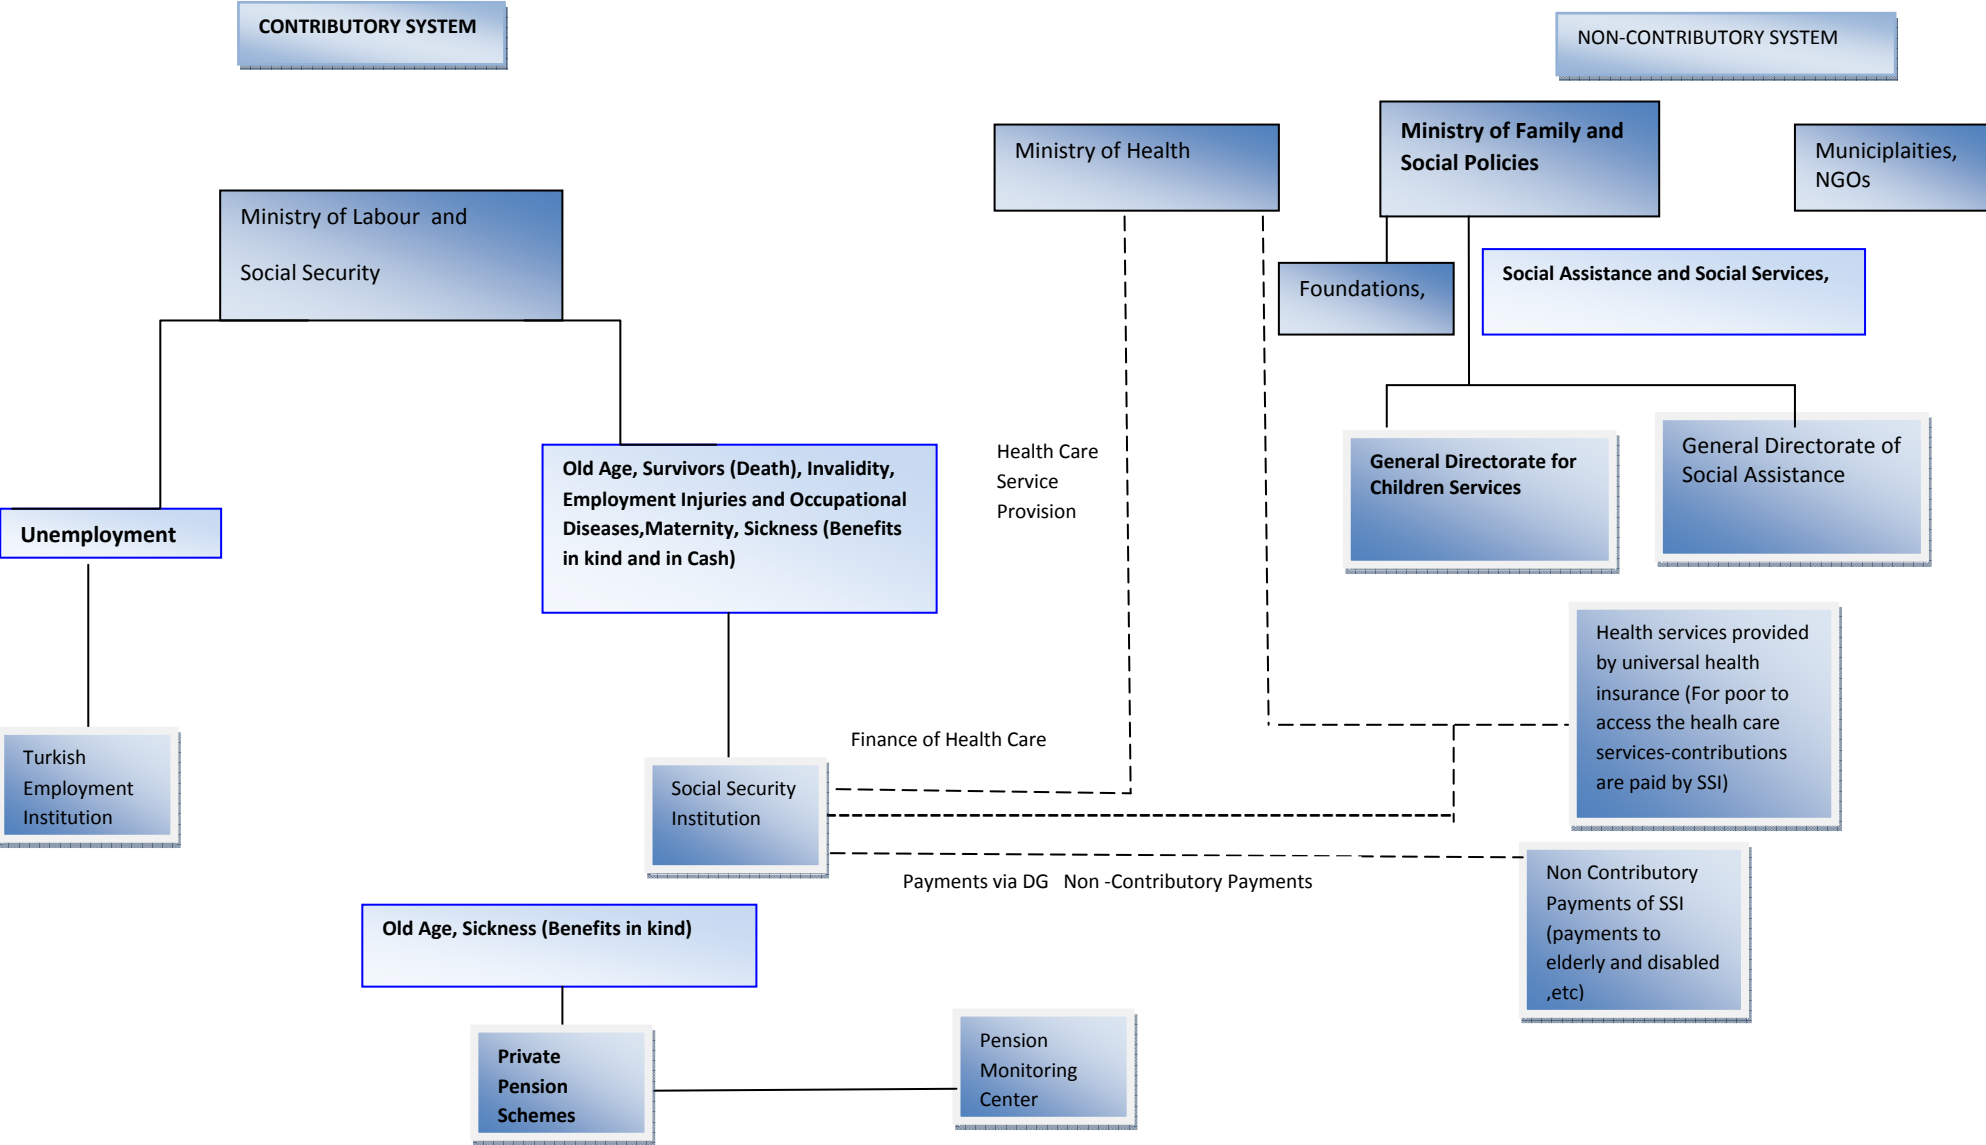 CONTRIBUTORY SYSTEM
NON-CONTRIBUTORY SYSTEM
Ministry of Labour and
Social Security
Ministry of Health
Ministry of Family and
Social Policies
Municiplaities,
NGOs
Foundations,
Social Assistance and Social Services,
General Directorate for
Children Services
General Directorate of
Social Assistance
Unemployment
Old Age, Survivors (Death), Invalidity,
Employment Injuries and Occupational
Diseases,Maternity, Sickness (Benefits
in kind and in Cash)
Health Care
Service
Provision
Turkish
Employment
Institution
Finance of Health Care
Social Security
Institution
Health services provided
by universal health
insurance (For poor to
access the healh care
services-contributions
are paid by SSI)
Payments via DG Non -Contributory Payments
Non Contributory
Payments of SSI
(payments to
elderly and disabled
,etc)
Old Age, Sickness (Benefits in kind)
Private
Pension
Schemes
Pension
Monitoring
Center